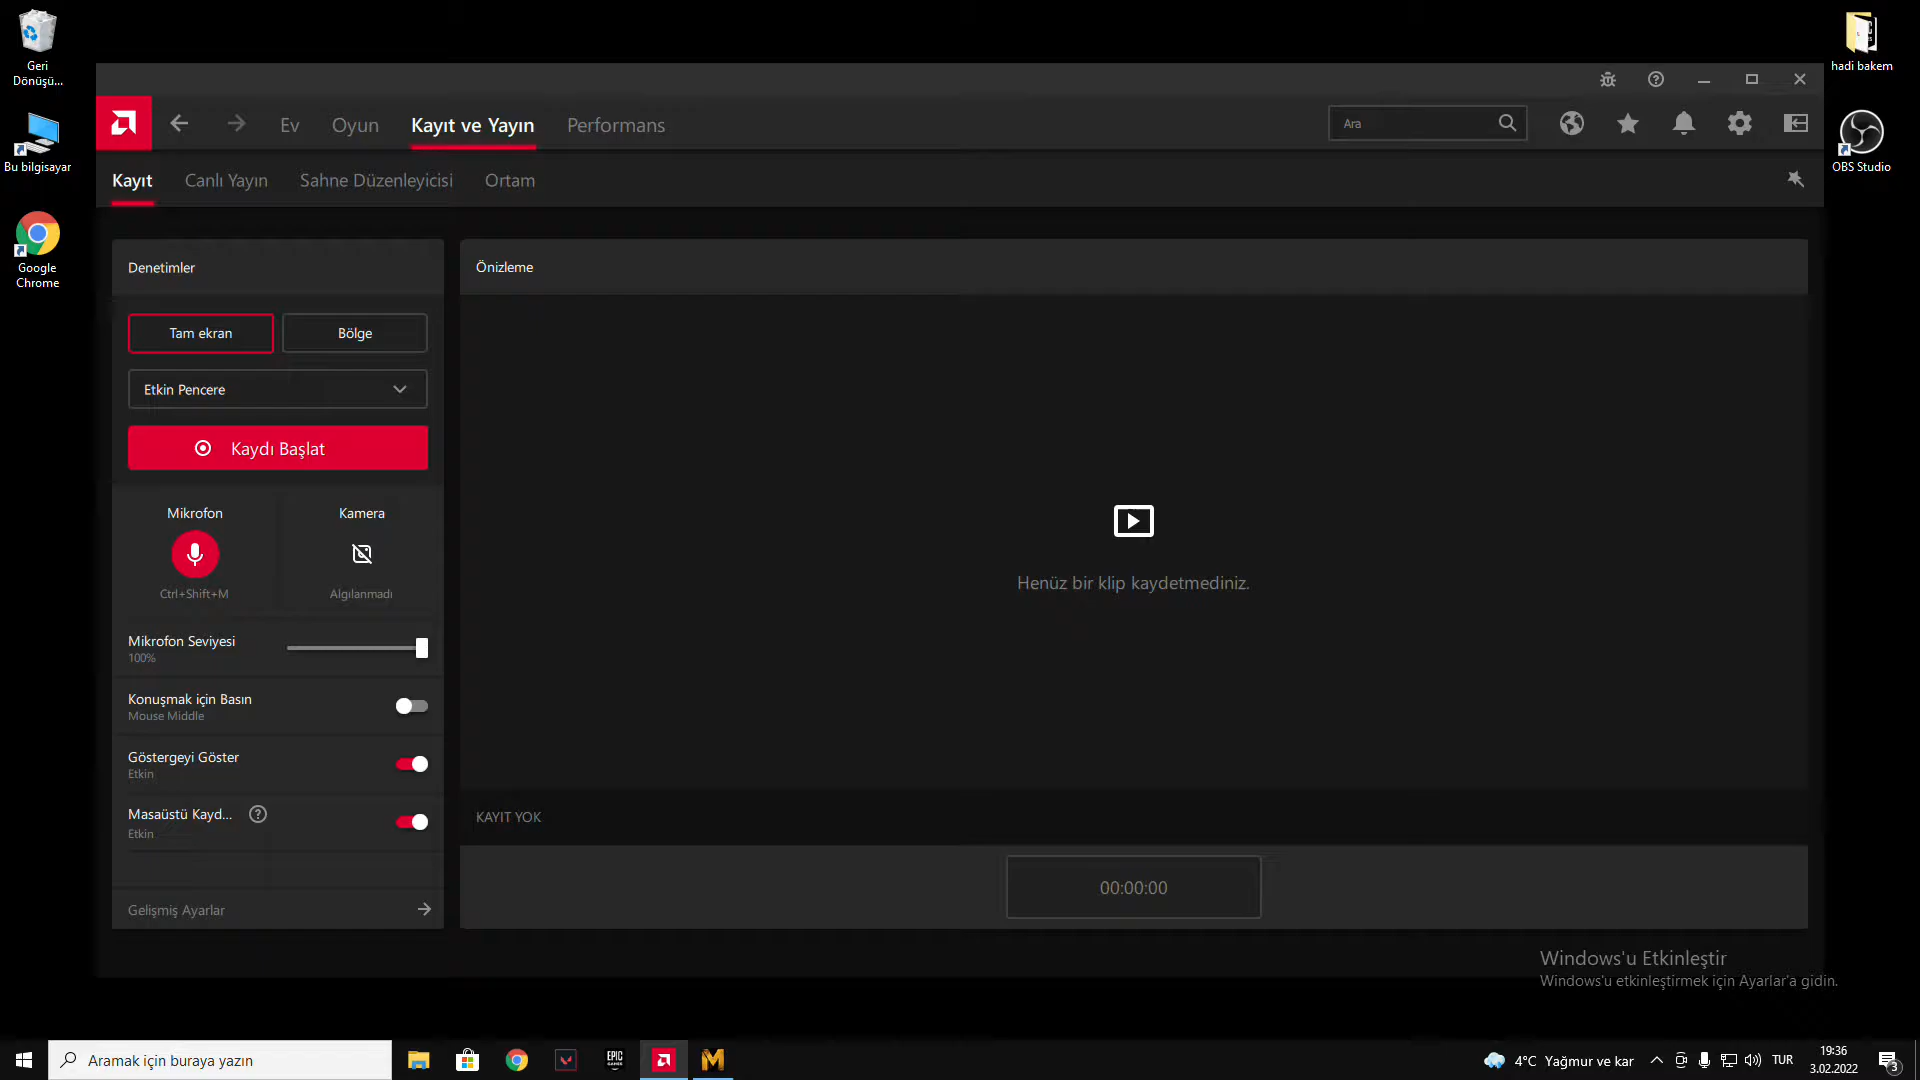 Geri
Dönüşü...
Bu bilgisayar
Google
Chrome
hadi bakem
OBS Studio
Ev
Oyun
Kayıt ve Yayın
Performans
Ara
Kayıt
Canlı Yayın
Sahne Düzenleyicisi
Ortam
Denetimler
Tam ekran
Bölge
Etkin Pencere
Kaydı Başlat
Mikrofon
Kamera
Ctrl+Shift+M
Algılanmadı
Mikrofon Seviyesi
100%
Konuşmak için Basın
Mouse Middle
Göstergeyi Göster
Etkin
Masaüstü Kayd...
Etkin
Gelişmiş Ayarlar
Önizleme
Henüz bir klip kaydetmediniz.
KAYIT YOK
00:00:00
Windows'u Etkinleştir
Windows'u etkinleştirmek için Ayarlar'a gidin.
Aramak için buraya yazın
EPIC
GAMES
4°C Yağmur ve kar
TUR
19:36
3.02.2022
3